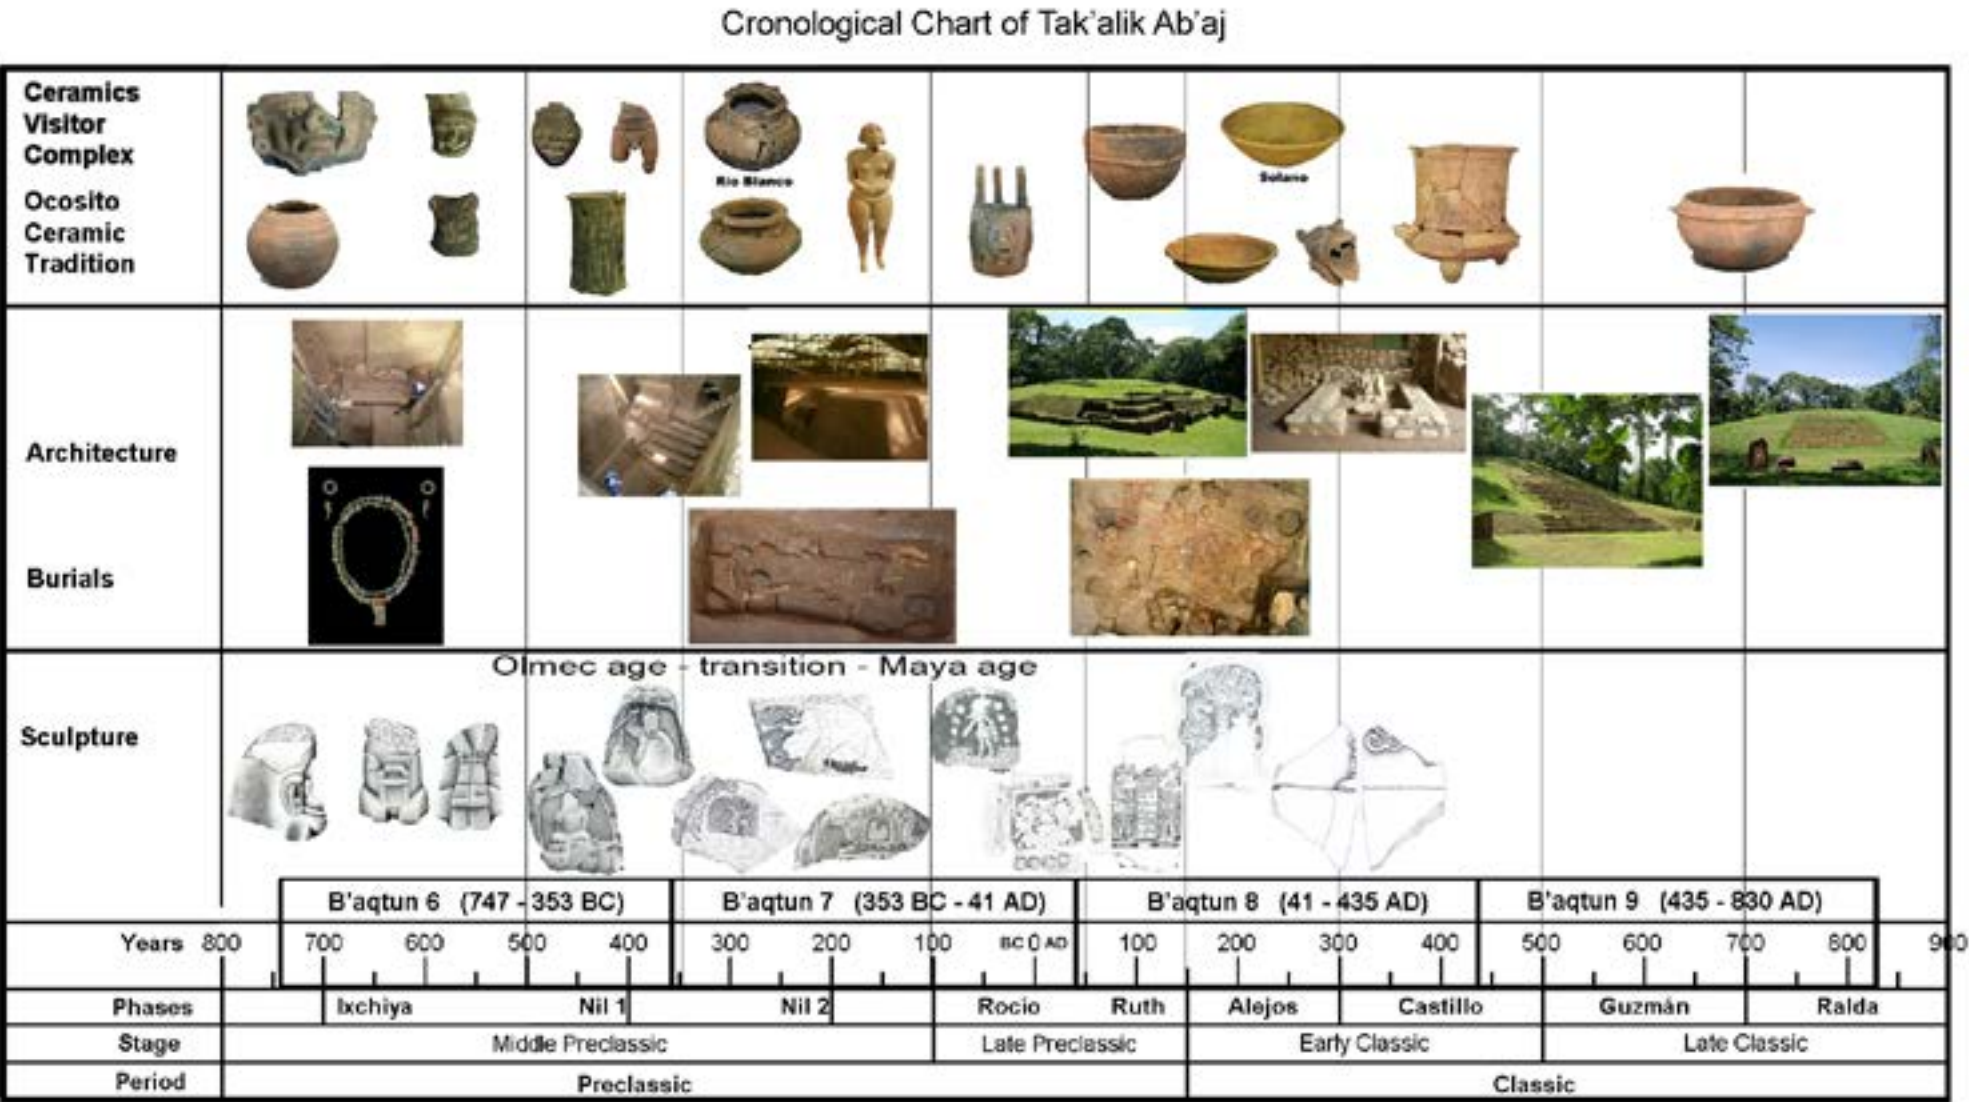 Cronological Chart of Tak'alik Ab'aj
Ceramics
Visitor
Complex
Ocosito
Ceramic
Tradition
Rio Blanco
Solano
Architecture
Burials
Olmec age - transition - Maya age
Sculpture
B'aqtun 6 (747 - 353 BC) B'aqtun 7 (353 BC - 41 AD) B'aqtun 8 (41 - 435 AD) B'aqtun 9 (435 - 830 AD)
Years 800 700 600 500 400 300 200 100 BC 0 AD 100 200 300 400 500 600 700 800 900
Phases Ixchiya Nil 1 Nil 2 Rocio Ruth Alejos Castillo Guzmán Ralda
Stage Middle Preclassic Late Preclassic Early Classic Late Classic
Period Preclassic Classic